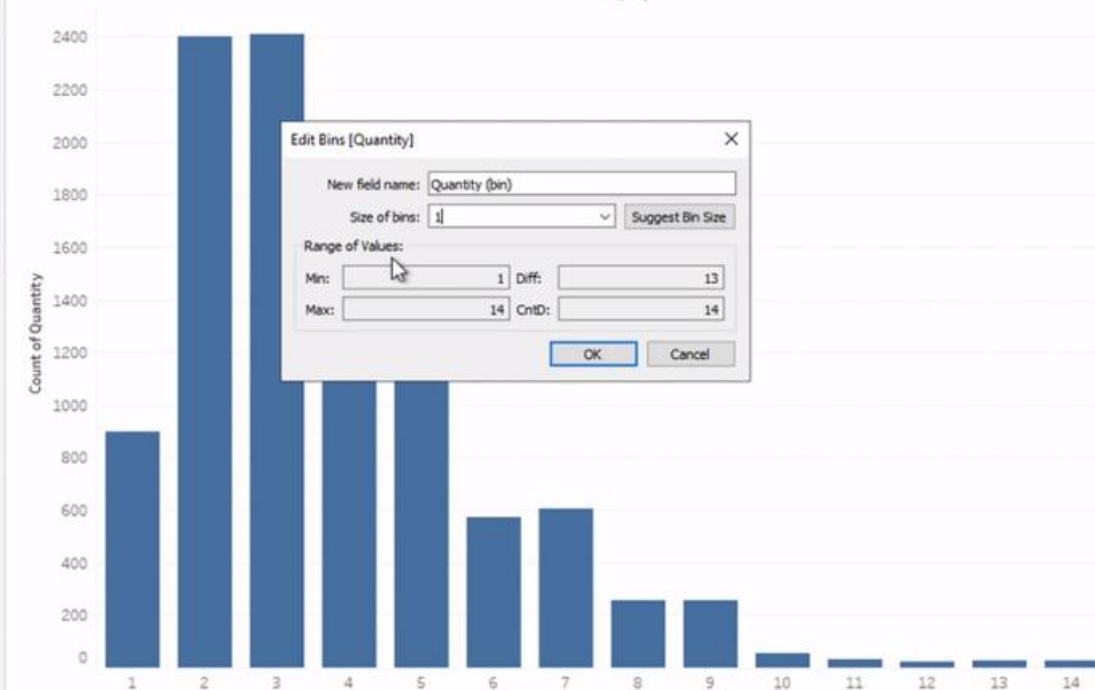 2400
2200
2000
1800
1600
1400
1200
1000
800
600
400
200
0
Count of Quantity
Edit Bins [Quantity]
New field name: Quantity (bin)
Size of bins: 1 Suggest Bin Size
Range of Values:
Min: 1 Diff: 13
Max: 14 CntD: 14
OK Cancel
1 2 3 4 5 6 7 8 9 10 11 12 13 14